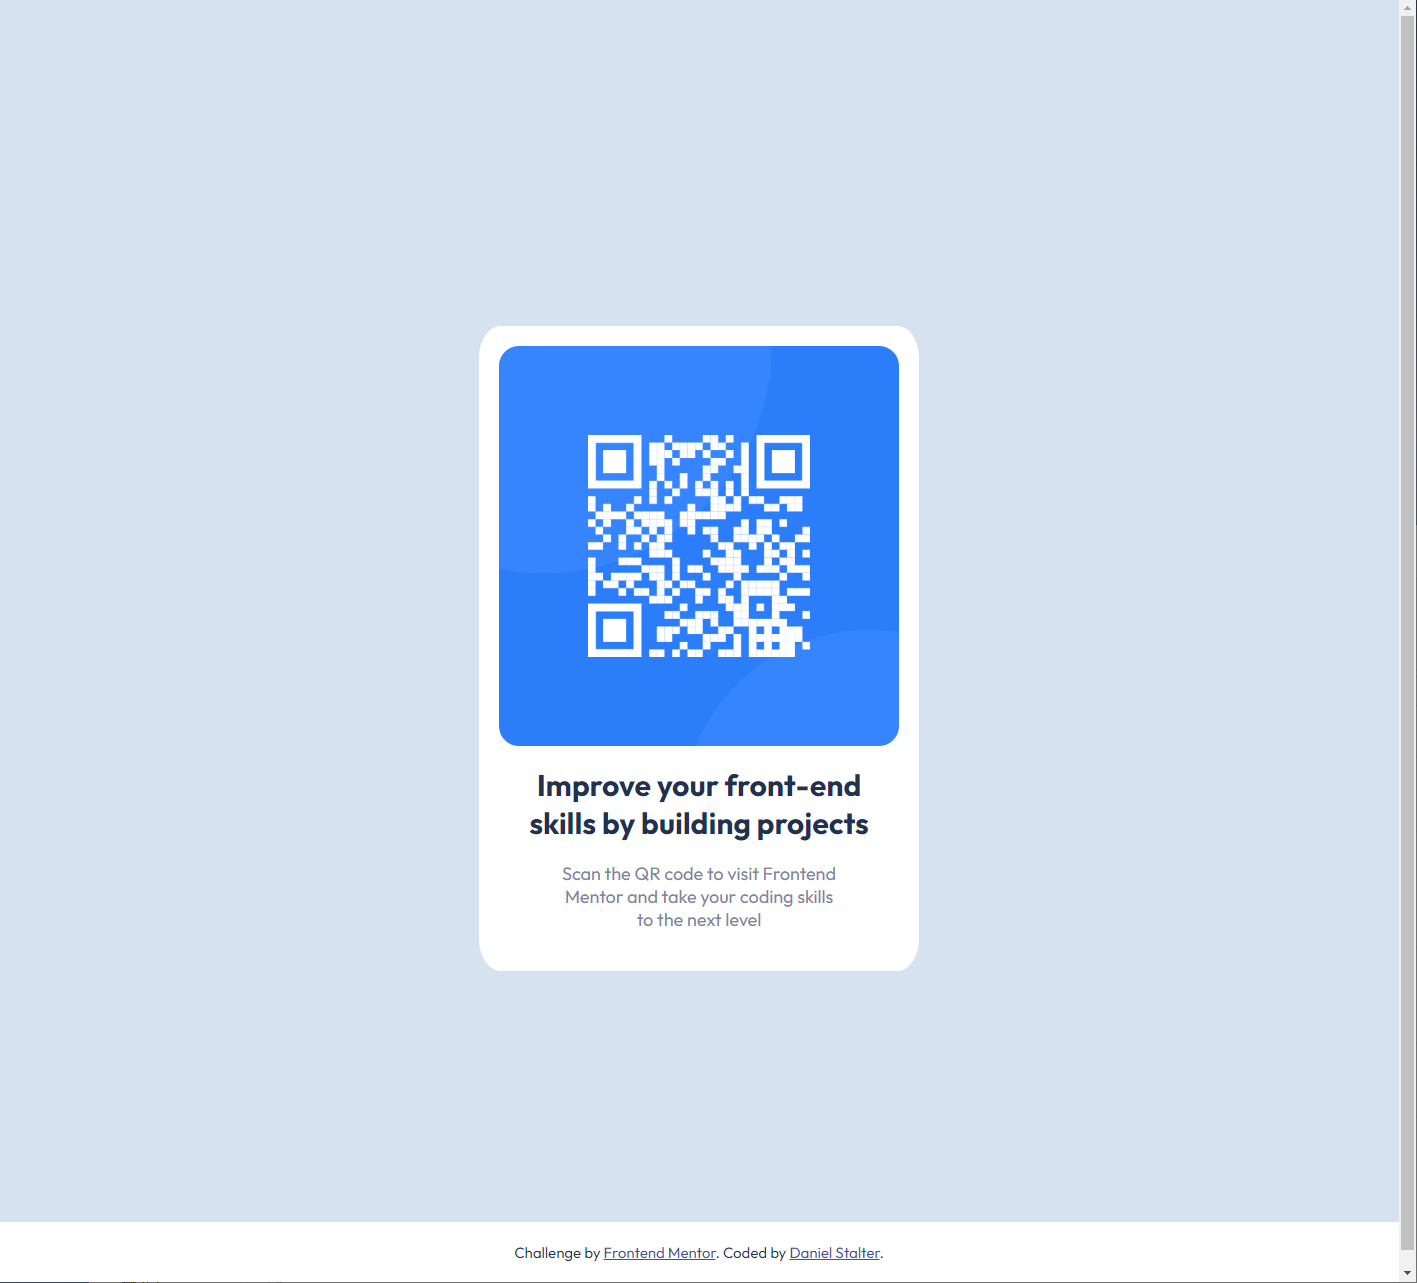 Improve your front-end
skills by building projects
Scan the QR code to visit Frontend
Mentor and take your coding skills
to the next level
Challenge by Frontend Mentor. Coded by Daniel Stalter.